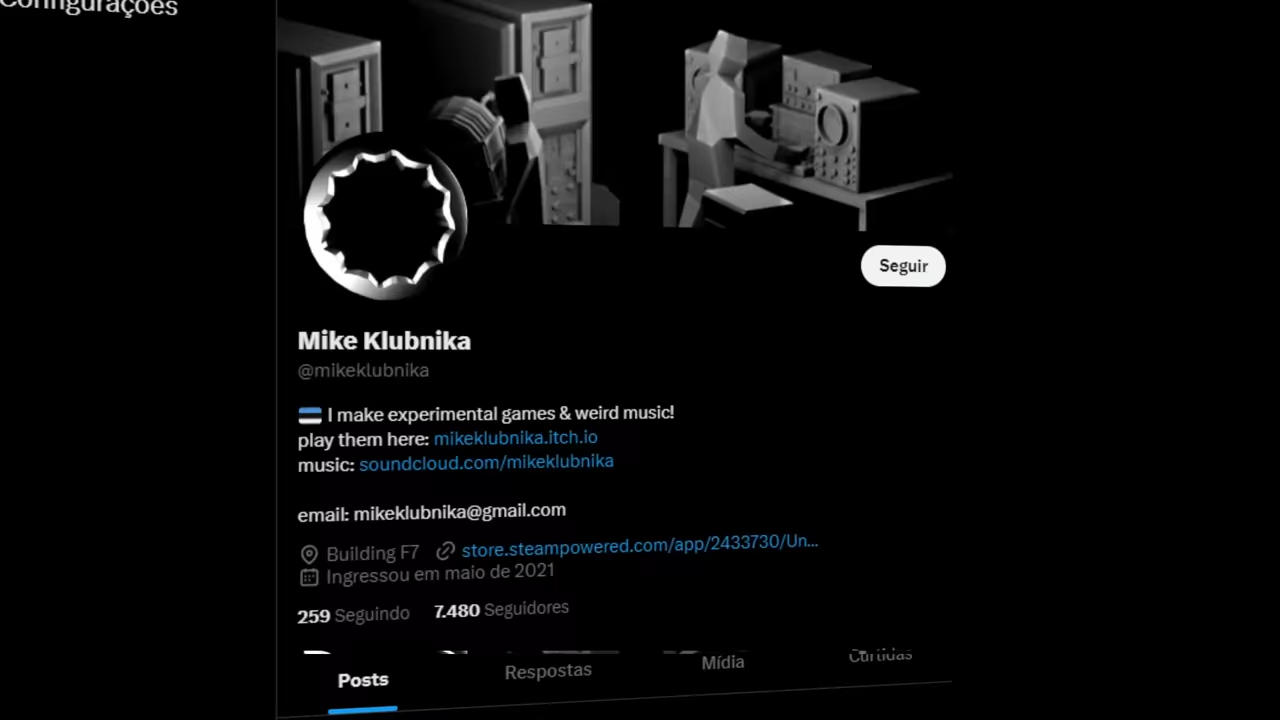 Configurações
Seguir
Mike Klubnika
@mikeklubnika
I make experimental games & weird music!
play them here: mikeklubnika.itch.io
music: soundcloud.com/mikeklubnika
email: mikeklubnika@gmail.com
Building F7 store.steampowered.com/app/2433730/Un...
Ingressou em maio de 2021
259 Seguindo 7.480 Seguidores
Posts Respostas Mídia Curtidas